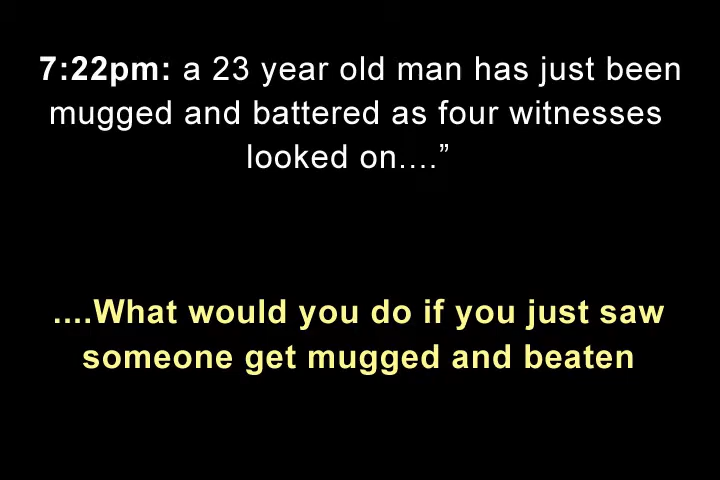 7:22pm: a 23 year old man has just been
mugged and battered as four witnesses
looked on....”
....What would you do if you just saw
someone get mugged and beaten